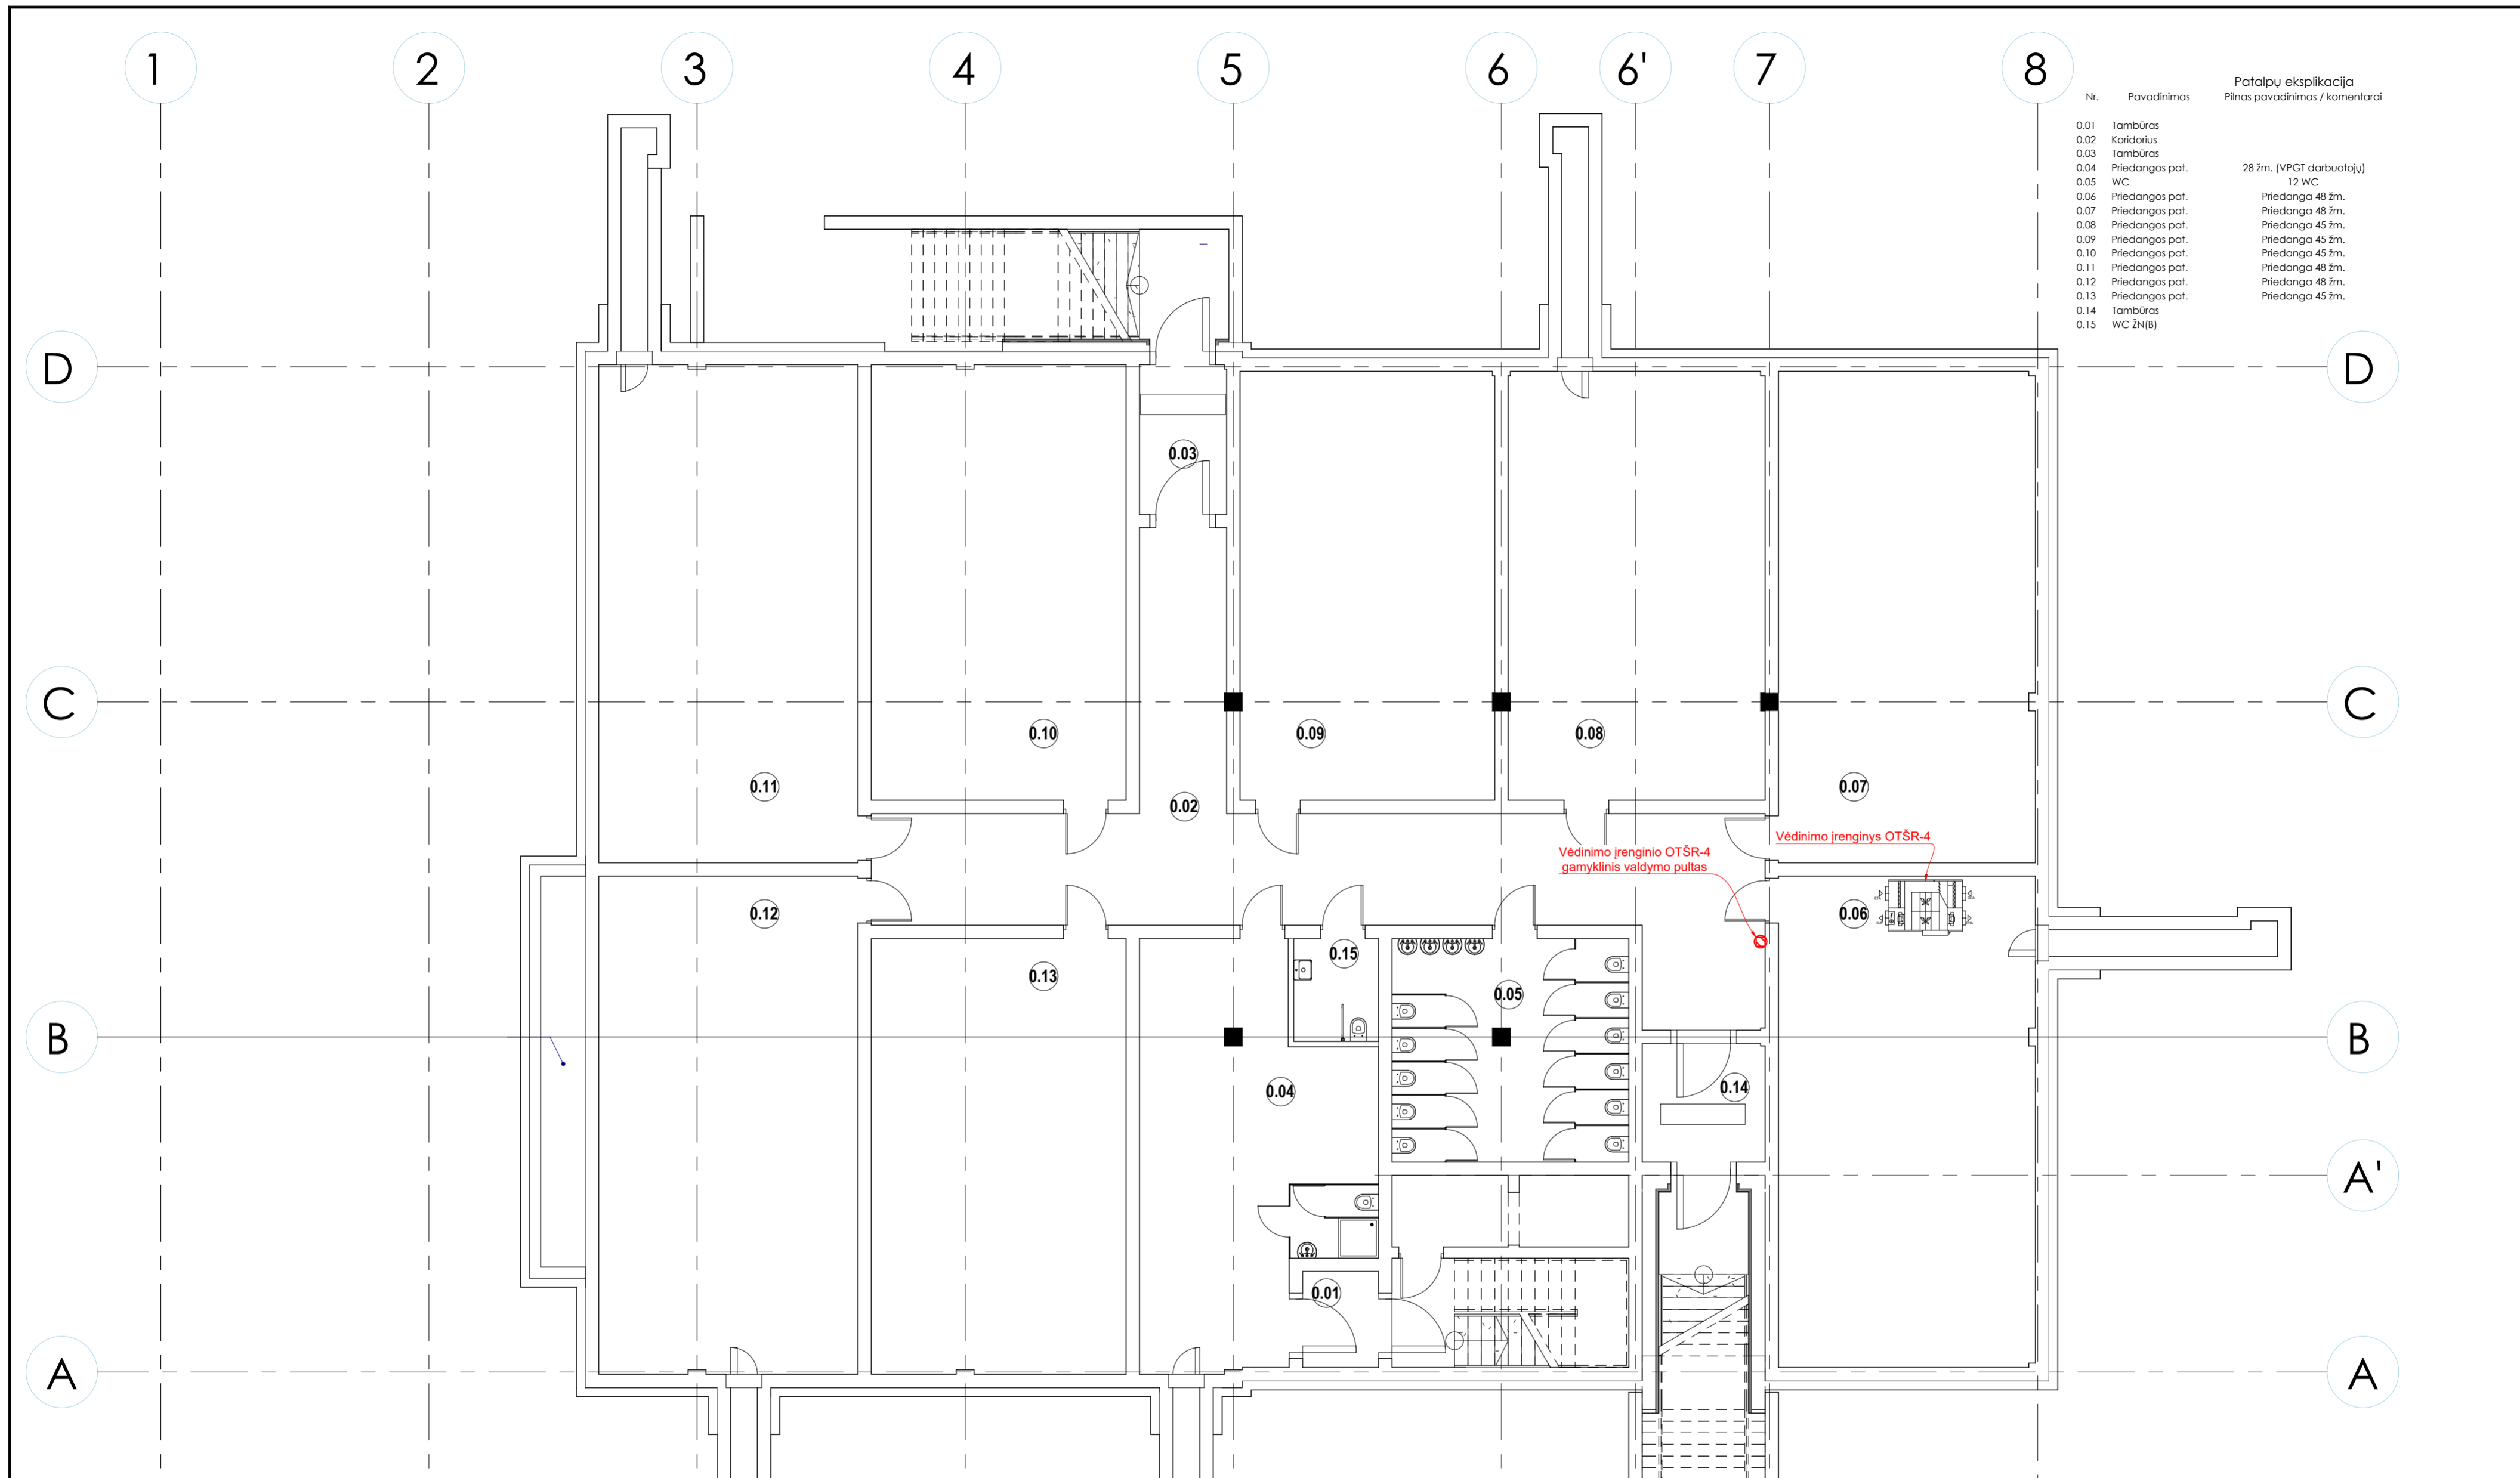 1 2 3 4 5 6 6' 7 8
Patalpų eksplikacija
Nr. Pavadinimas Pilnas pavadinimas / komentarai
0.01 Tambūras
0.02 Koridorius
0.03 Tambūras
0.04 Priedangos pat. 28 žm. (VPGT darbuotojų)
0.05 WC 12 WC
0.06 Priedangos pat. Priedanga 48 žm.
0.07 Priedangos pat. Priedanga 48 žm.
0.08 Priedangos pat. Priedanga 45 žm.
0.09 Priedangos pat. Priedanga 45 žm.
0.10 Priedangos pat. Priedanga 45 žm.
0.11 Priedangos pat. Priedanga 48 žm.
0.12 Priedangos pat. Priedanga 48 žm.
0.13 Priedangos pat. Priedanga 45 žm.
0.14 Tambūras
0.15 WC ŽN(B)
D D
0.03
C C
0.10 0.09 0.08
0.11 0.07
0.02
Vėdinimo įrenginys OTŠR-4
Vėdinimo įrenginio OTŠR-4
gamyklinis valdymo pultas
0.12 0.06
0.15
0.13
0.05
B B
0.04 0.14
A'
0.01
A A